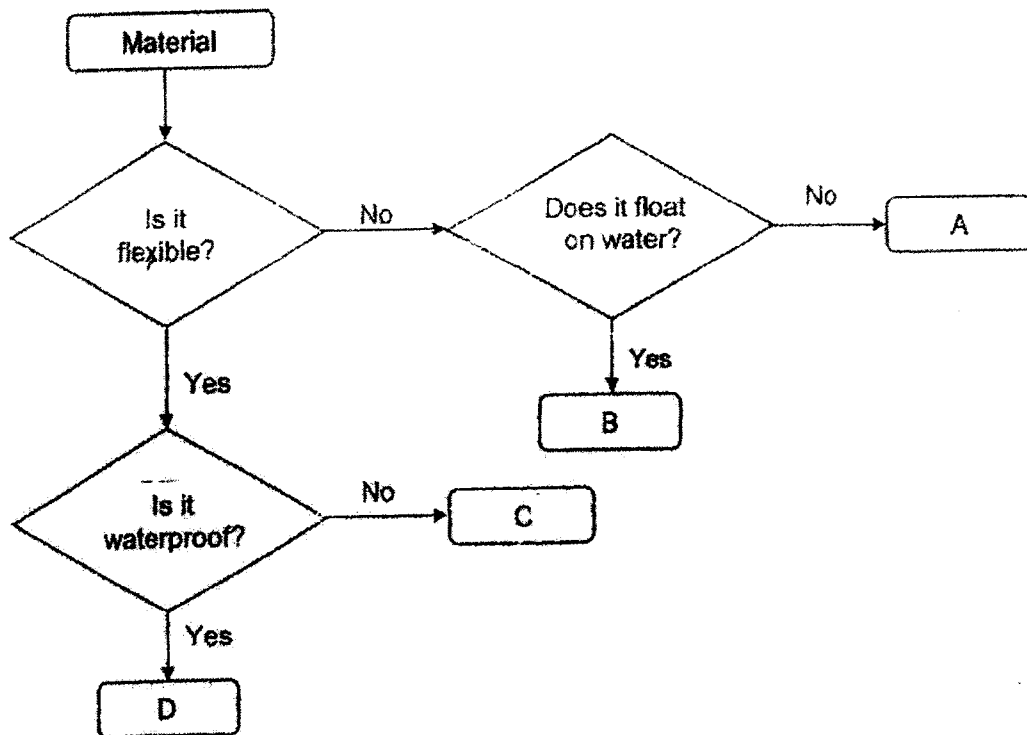 Material
Is it
flexible?
No
Does it float
on water?
No
A
Yes
B
Yes
Is it
waterproof?
No
C
Yes
D